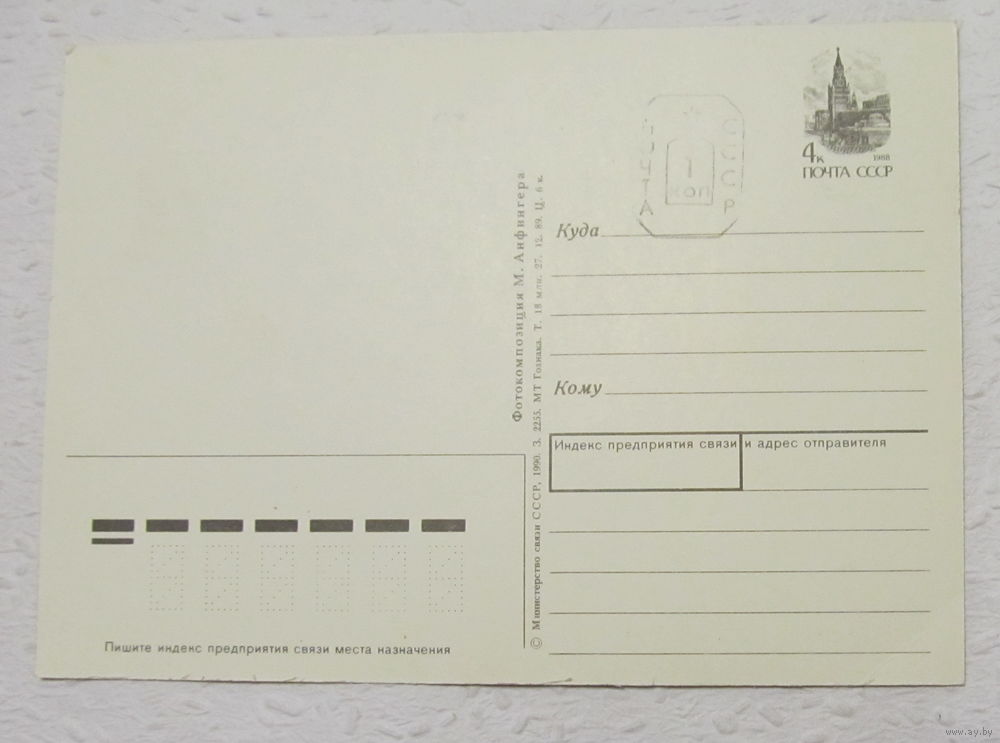 4к
1988
ПОЧТА СССР
ПОЧТА
1
КОП
СССР
Куда
Кому
Индекс предприятия связи и адрес отправителя
Фотокомпозиция М. Анфингера
© Министерство связи СССР, 1990. З. 2255. МТ Гознака. Т. 18 млн. 27. 12. 89. Ц. 6 к.
Пишите индекс предприятия связи места назначения
www.ay.by